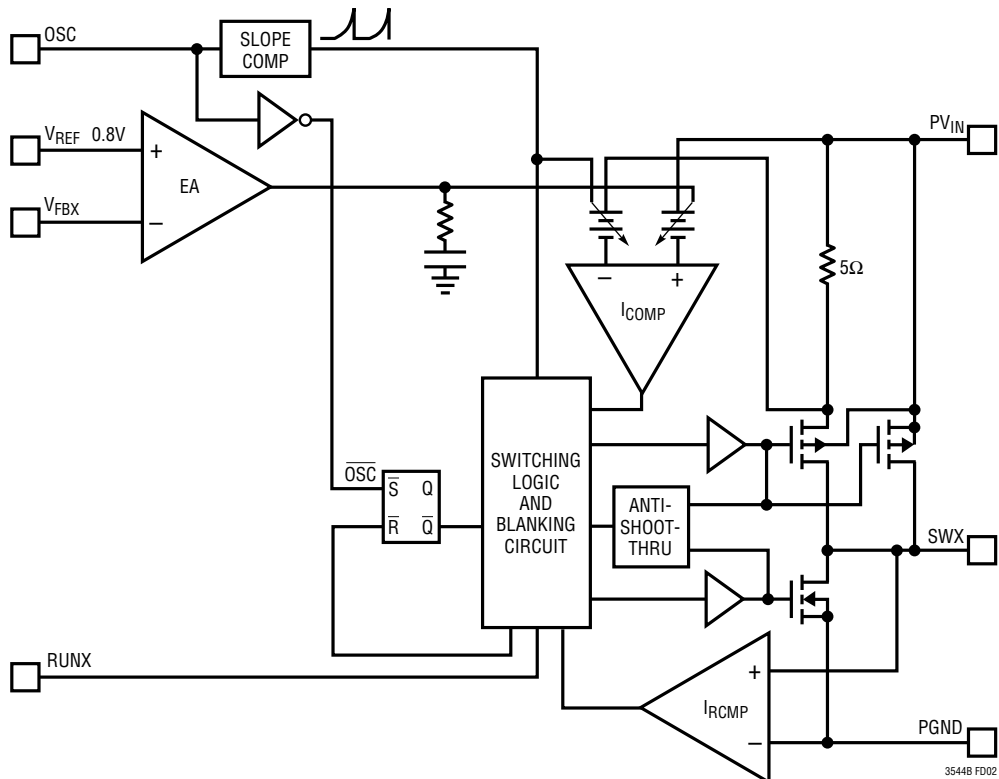 OSC
SLOPE
COMP
VREF 0.8V
+
EA
VFBX
–
PVIN
5Ω
– +
ICOMP
OSC
S Q
R Q
SWITCHING
LOGIC
AND
BLANKING
CIRCUIT
ANTI-
SHOOT-
THRU
SWX
RUNX
+
IRCMP
–
PGND
3544B FD02